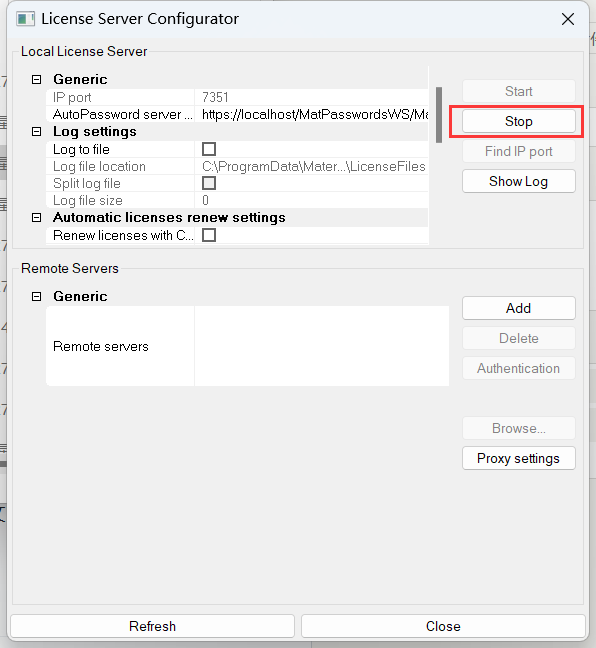 License Server Configurator
Local License Server
Generic
IP port 7351
AutoPassword server ... https://localhost/MatPasswordsWS/Ma
Log settings
Log to file
Log file location C:\ProgramData\Mater...\LicenseFiles
Split log file
Log file size 0
Automatic licenses renew settings
Renew licenses with C...
Start
Stop
Find IP port
Show Log
Remote Servers
Generic
Remote servers
Add
Delete
Authentication
Browse...
Proxy settings
Refresh
Close